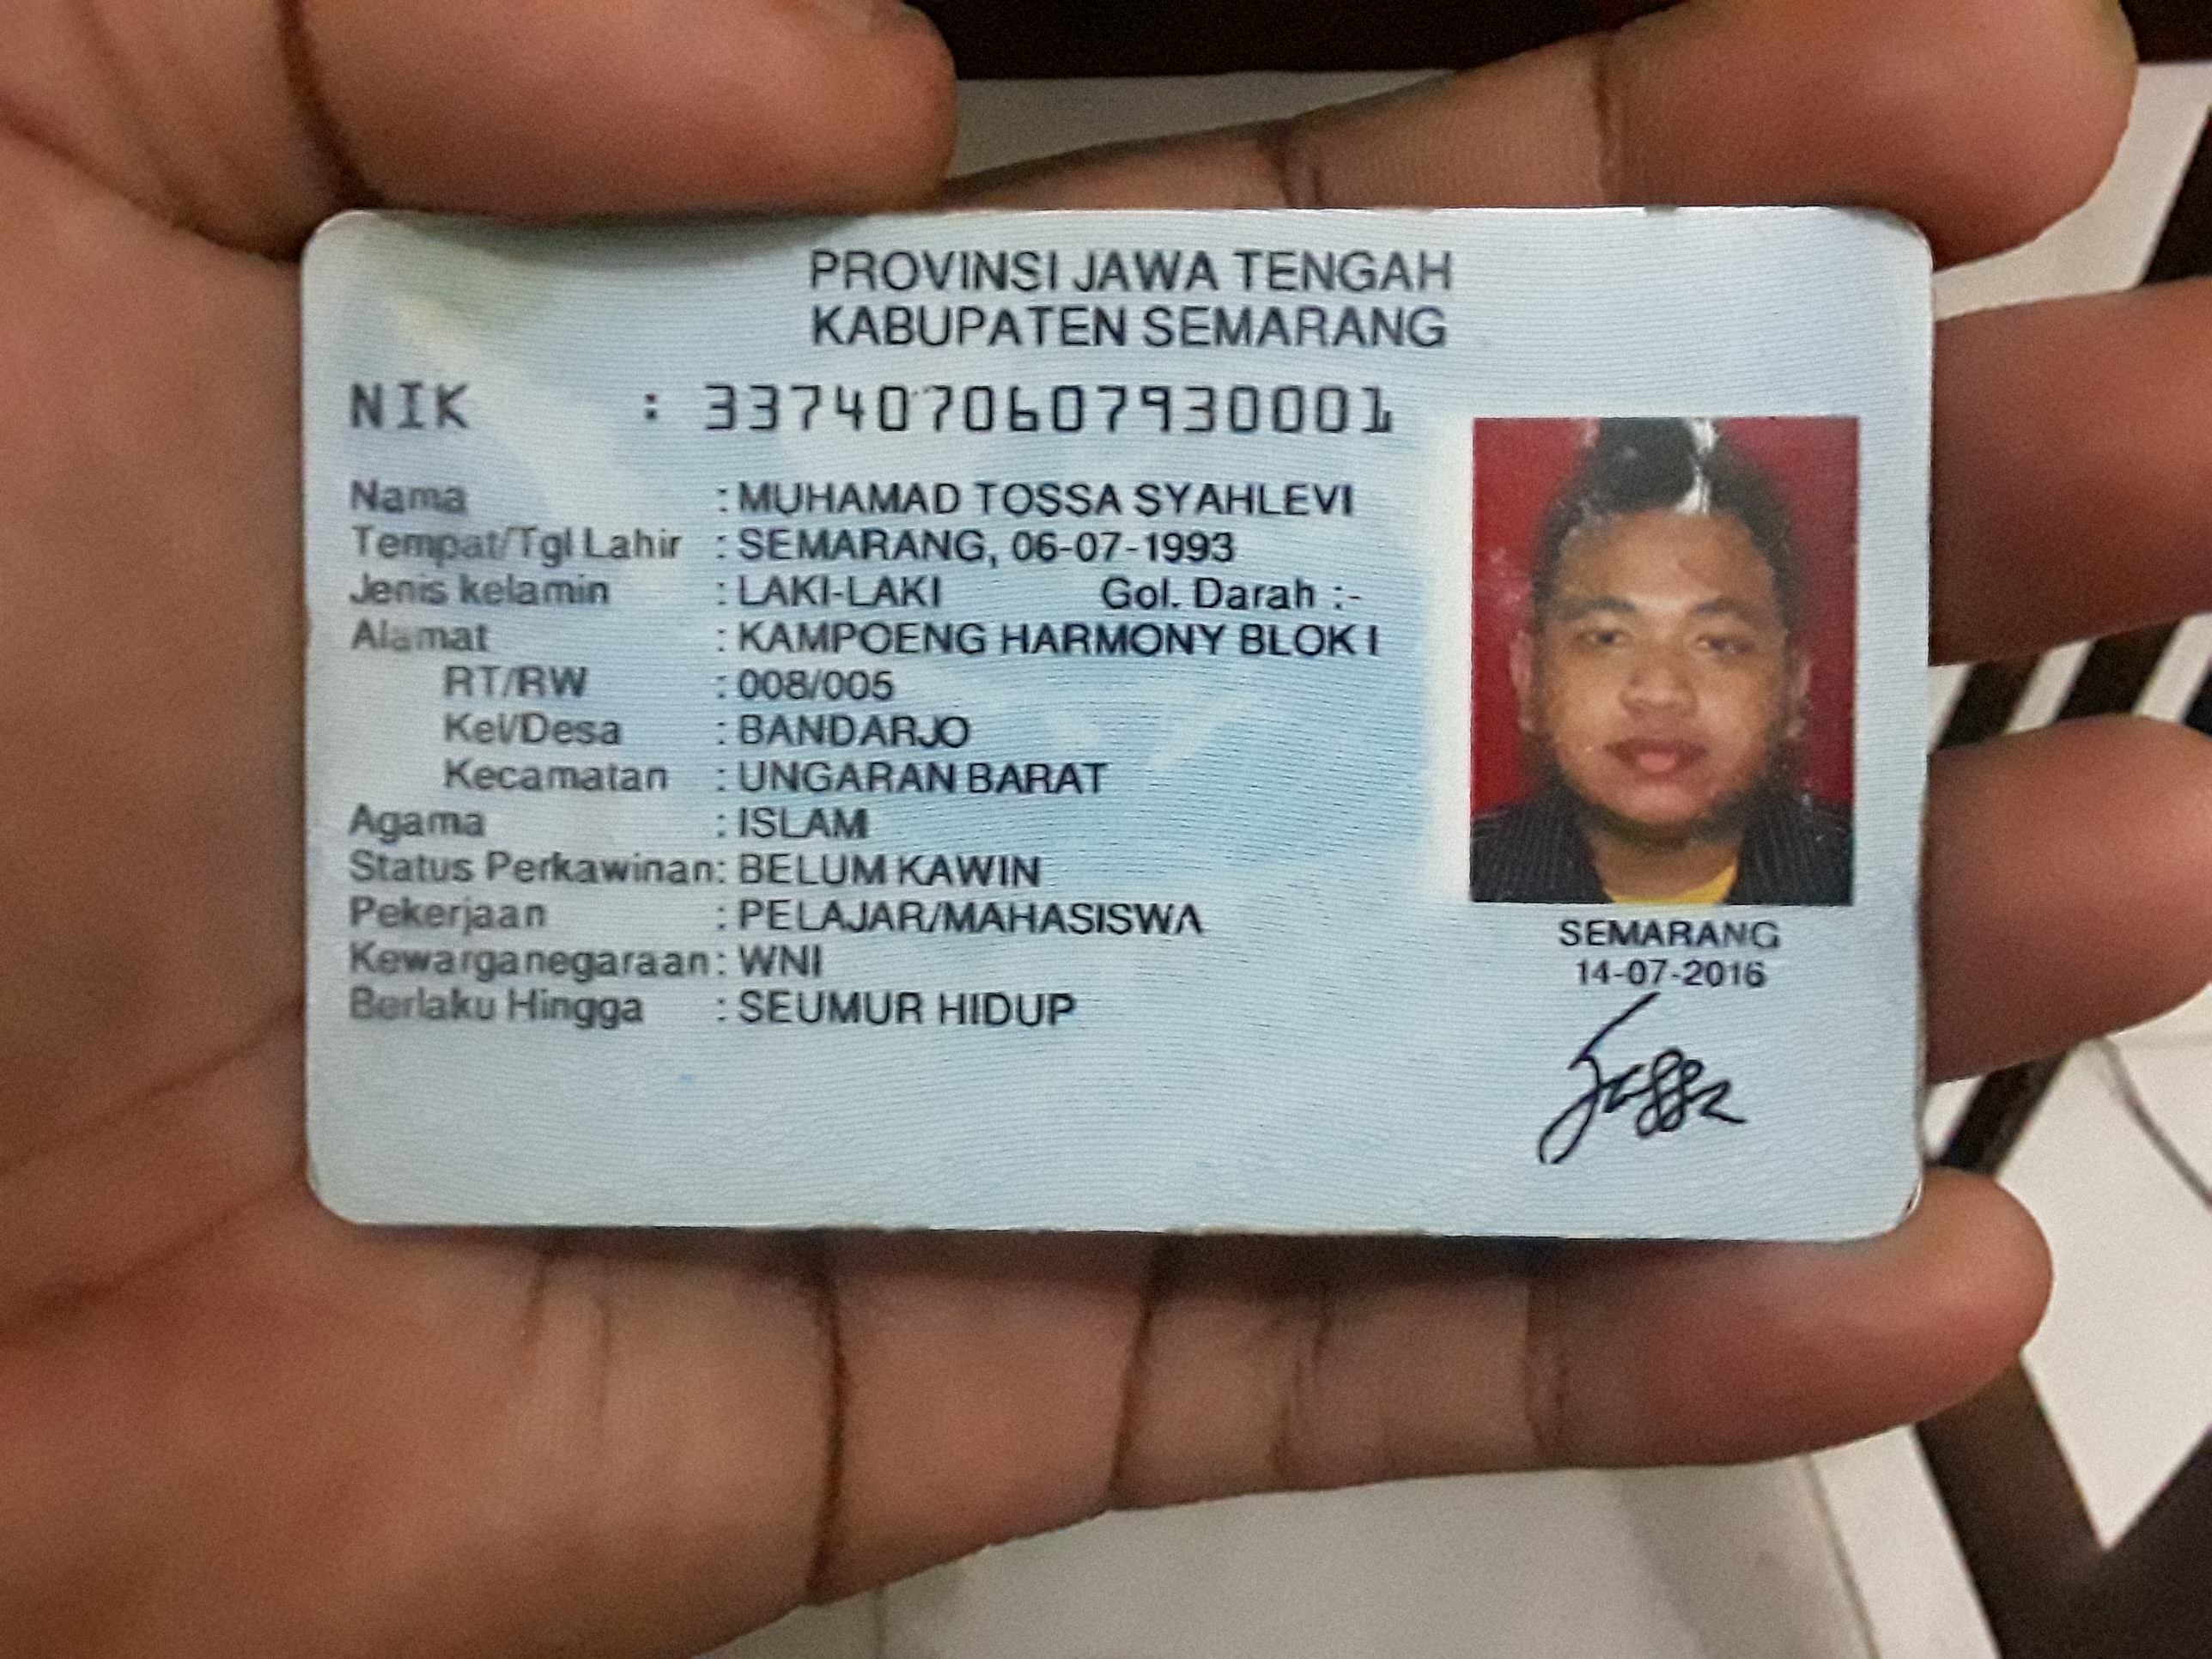 PROVINSI JAWA TENGAH
KABUPATEN SEMARANG
NIK : 3374070607930001
Nama : MUHAMAD TOSSA SYAHLEVI
Tempat/Tgl Lahir : SEMARANG, 06-07-1993
Jenis kelamin : LAKI-LAKI Gol. Darah :-
Alamat : KAMPOENG HARMONY BLOK I
RT/RW : 008/005
Kel/Desa : BANDARJO
Kecamatan : UNGARAN BARAT
Agama : ISLAM
Status Perkawinan: BELUM KAWIN
Pekerjaan : PELAJAR/MAHASISWA
Kewarganegaraan: WNI
Berlaku Hingga : SEUMUR HIDUP
SEMARANG
14-07-2016